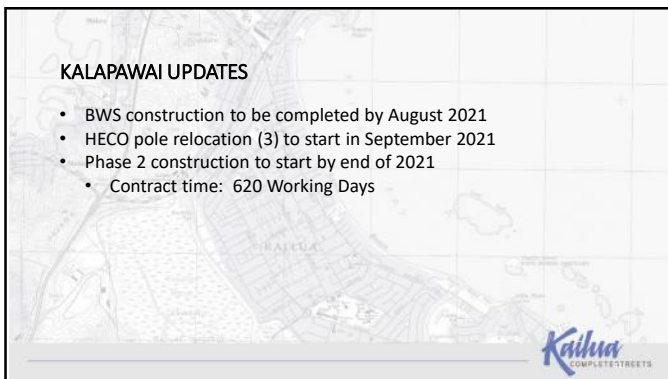 KALAPAWAI UPDATES
• BWS construction to be completed by August 2021
• HECO pole relocation (3) to start in September 2021
• Phase 2 construction to start by end of 2021
• Contract time: 620 Working Days
KAILUA
Kailua
COMPLETE STREETS